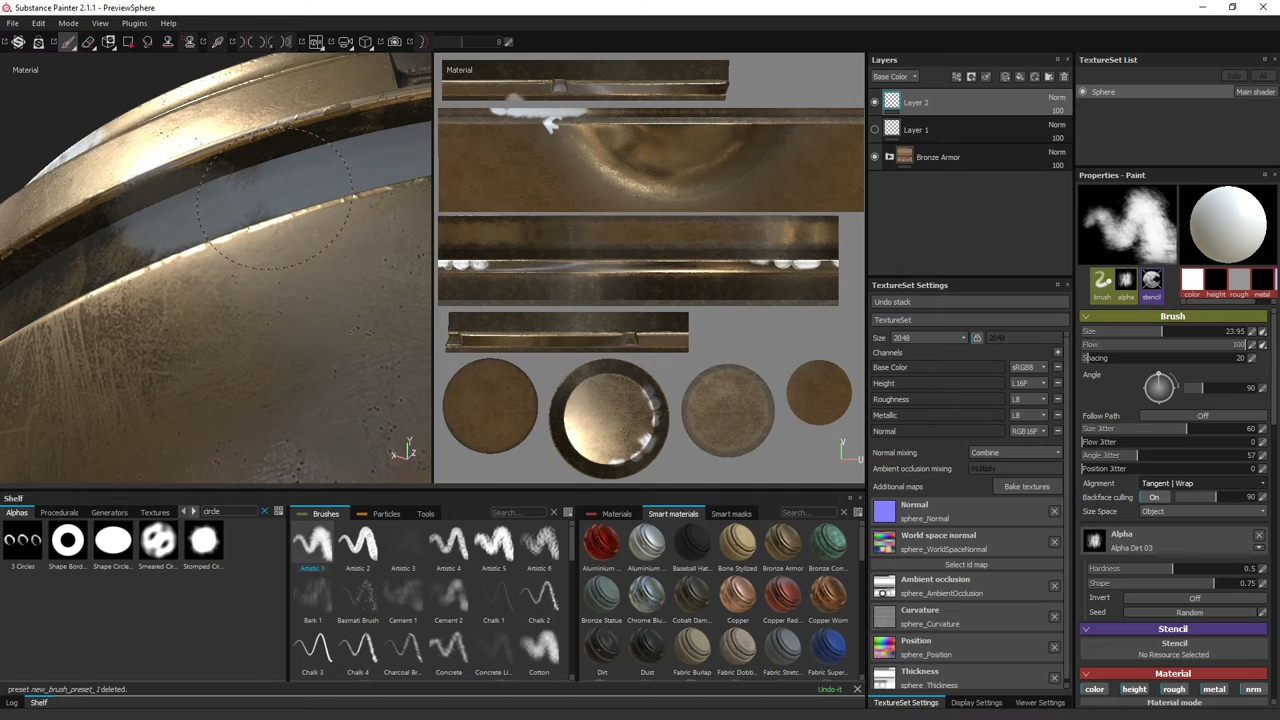 Substance Painter 2.1.1 - PreviewSphere
File Edit Mode View Plugins Help
8
Material
Material
X Y Z
Y U
Layers
Base Color
Layer 2 Norm 100
Layer 1 Norm 100
Bronze Armor Norm 100
TextureSet Settings
Undo stack
TextureSet
Size 2048 2048
Channels
Base Color sRGB8
Height L16F
Roughness L8
Metallic L8
Normal RGB16F
Normal mixing Combine
Ambient occlusion mixing Multiply
Additional maps Bake textures
Normal
sphere_Normal
World space normal
sphere_WorldSpaceNormal
Select id map
Ambient occlusion
sphere_AmbientOcclusion
Curvature
sphere_Curvature
Position
sphere_Position
Thickness
sphere_Thickness
TextureSet Settings Display Settings Viewer Settings
TextureSet List
Solo All
Sphere Main shader
Properties - Paint
brush alpha stencil color height rough metal
Brush
Size 23.95
Flow 100
Spacing 20
Angle
90
Follow Path Off
Size Jitter 60
Flow Jitter 0
Angle Jitter 57
Position Jitter 0
Alignment Tangent | Wrap
Backface culling On 90
Size Space Object
Alpha
Alpha Dirt 03
Hardness 0.5
Shape 0.75
Invert Off
Seed Random
Stencil
Stencil
No Resource Selected
Material
color height rough metal nrm
Material mode
Shelf
Alphas Procedurals Generators Textures circle
3 Circles Shape Bord... Shape Circle... Smeared Cir... Stomped Cir...
Brushes Particles Tools Search...
Artistic 1 Artistic 2 Artistic 3 Artistic 4 Artistic 5 Artistic 6
Bark 1 Basmati Brush Cement 1 Cement 2 Chalk 1 Chalk 2
Chalk 3 Chalk 4 Charcoal Br... Concrete Concrete Li... Cotton
Materials Smart materials Smart masks Search...
Aluminium ... Aluminium ... Baseball Hat... Bone Stylized Bronze Armor Bronze Corr...
Bronze Statue Chrome Blu... Cobalt Dam... Copper Copper Red... Copper Worn
Dirt Dust Fabric Burlap Fabric Dobb... Fabric Stretc... Fabric Super...
preset new_brush_preset_1 deleted. Undo-it
Log Shelf